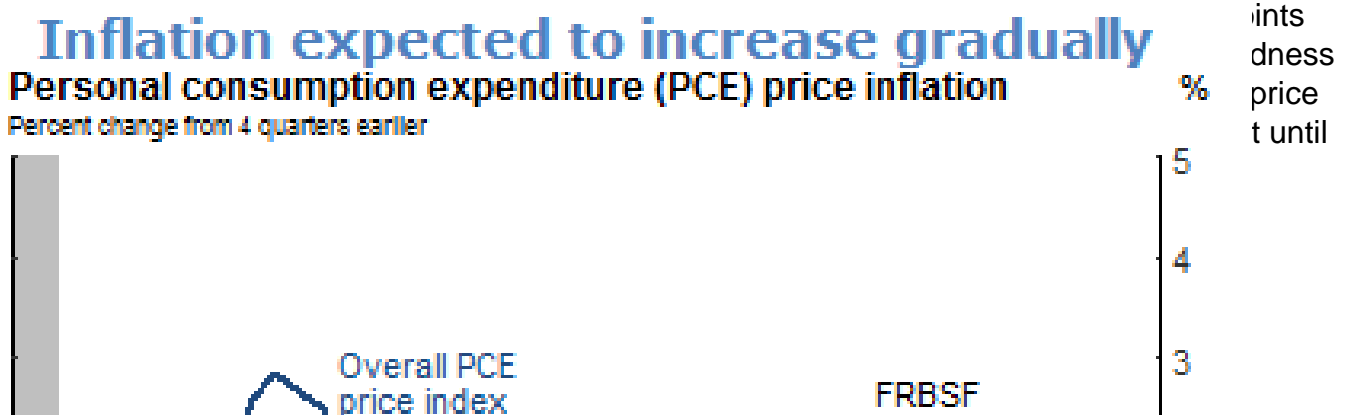 Inflation expected to increase gradually
Personal consumption expenditure (PCE) price inflation
%
Percent change from 4 quarters earlier
5
4
3
Overall PCE
price index
FRBSF
price
t until